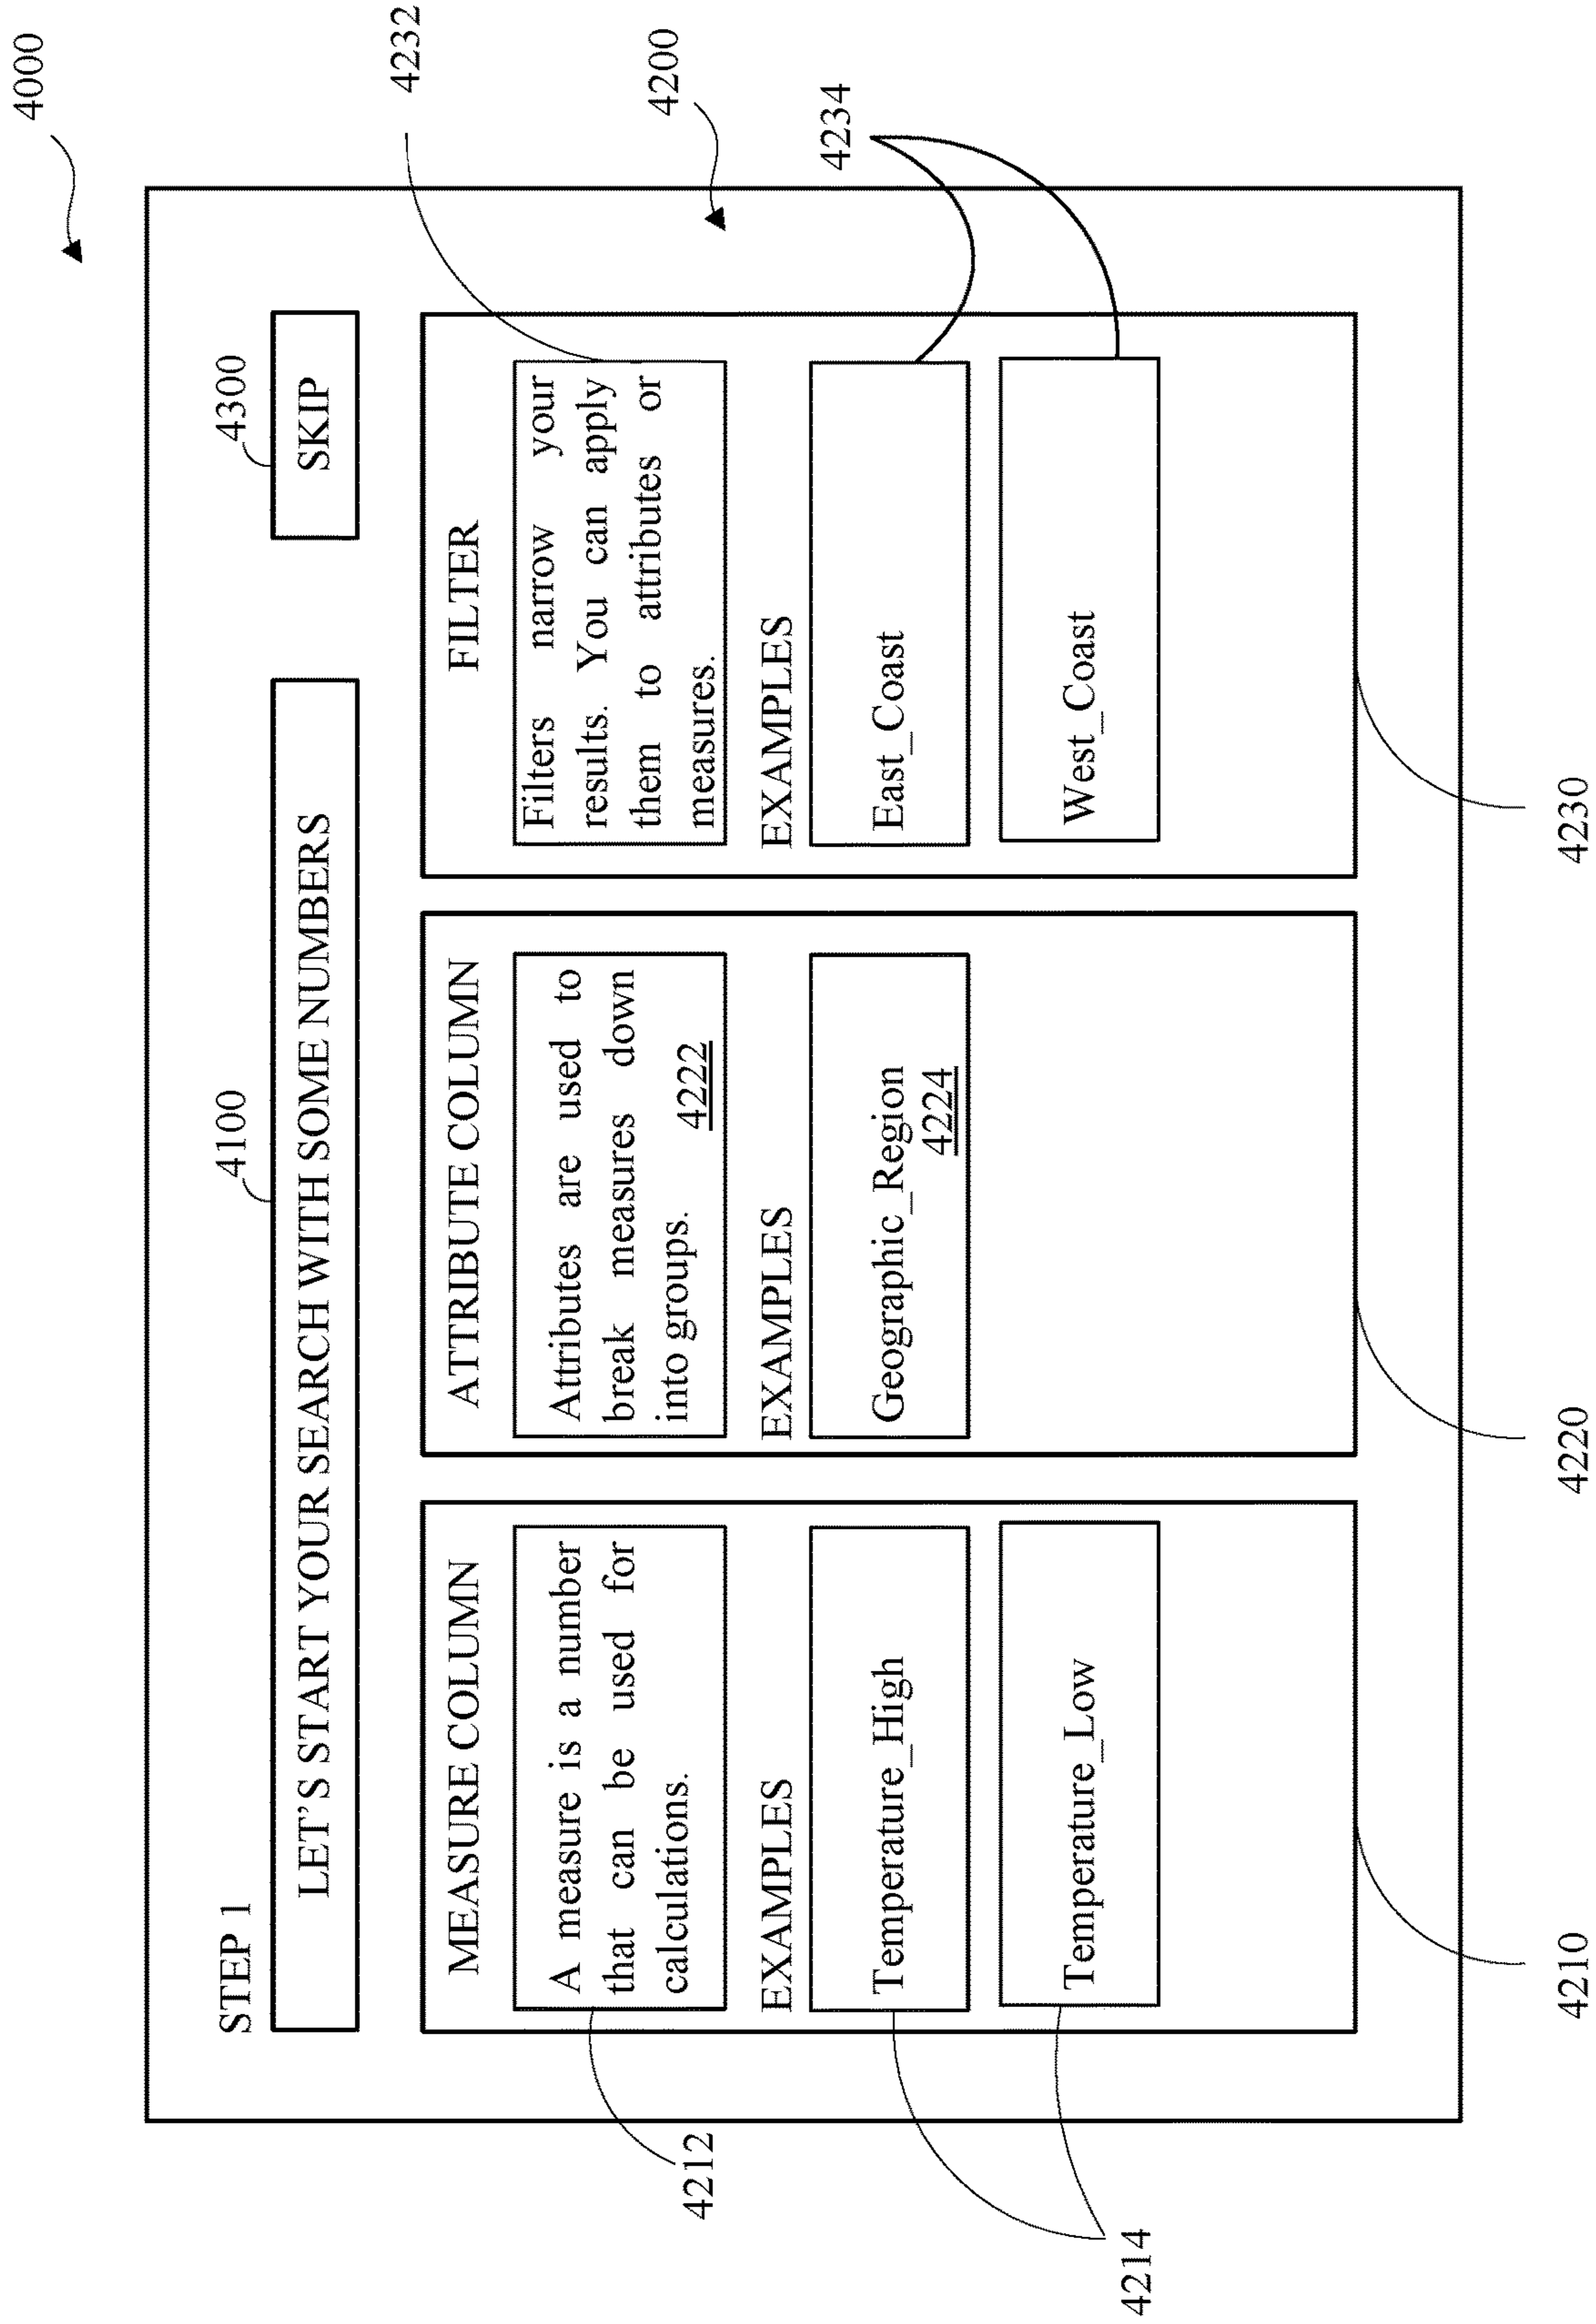 4000
STEP 1
4100
4300
LET'S START YOUR SEARCH WITH SOME NUMBERS
SKIP
4232
4200
4234
MEASURE COLUMN
A measure is a number
that can be used for
calculations.
4212
EXAMPLES
Temperature_High
Temperature_Low
4214
4210
ATTRIBUTE COLUMN
Attributes are used to
break measures down
into groups. 4222
EXAMPLES
Geographic_Region
4224
4220
FILTER
Filters narrow your
results. You can apply
them to attributes or
measures.
EXAMPLES
East_Coast
West_Coast
4230